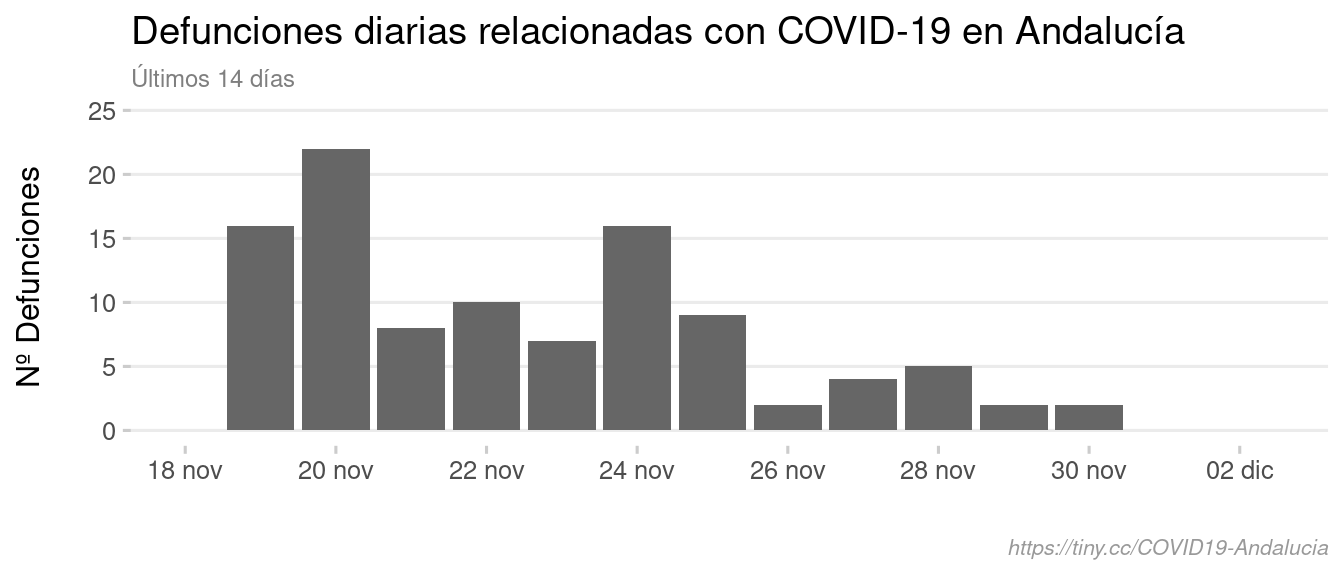 Defunciones diarias relacionadas con COVID-19 en Andalucía
Últimos 14 días
Nº Defunciones
25
20
15
10
5
0
18 nov 20 nov 22 nov 24 nov 26 nov 28 nov 30 nov 02 dic
https://tiny.cc/COVID19-Andalucia